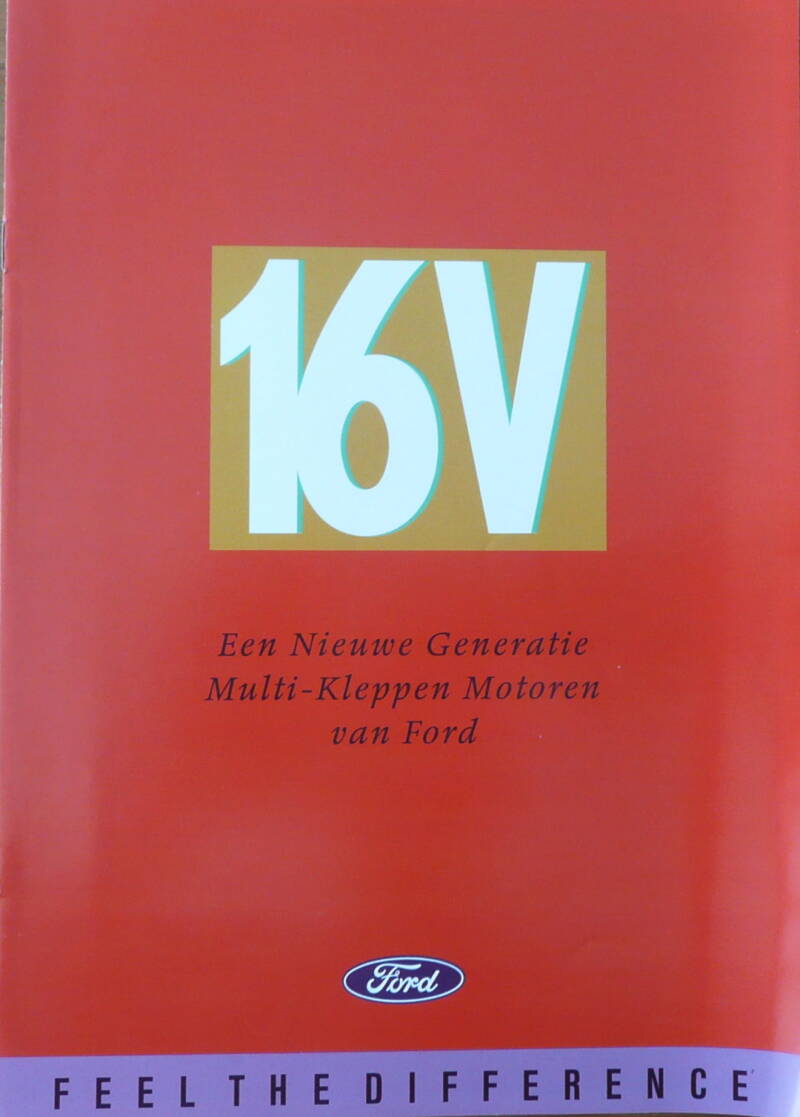 16V
Een Nieuwe Generatie
Multi-Kleppen Motoren
van Ford
Ford
FEEL THE DIFFERENCE